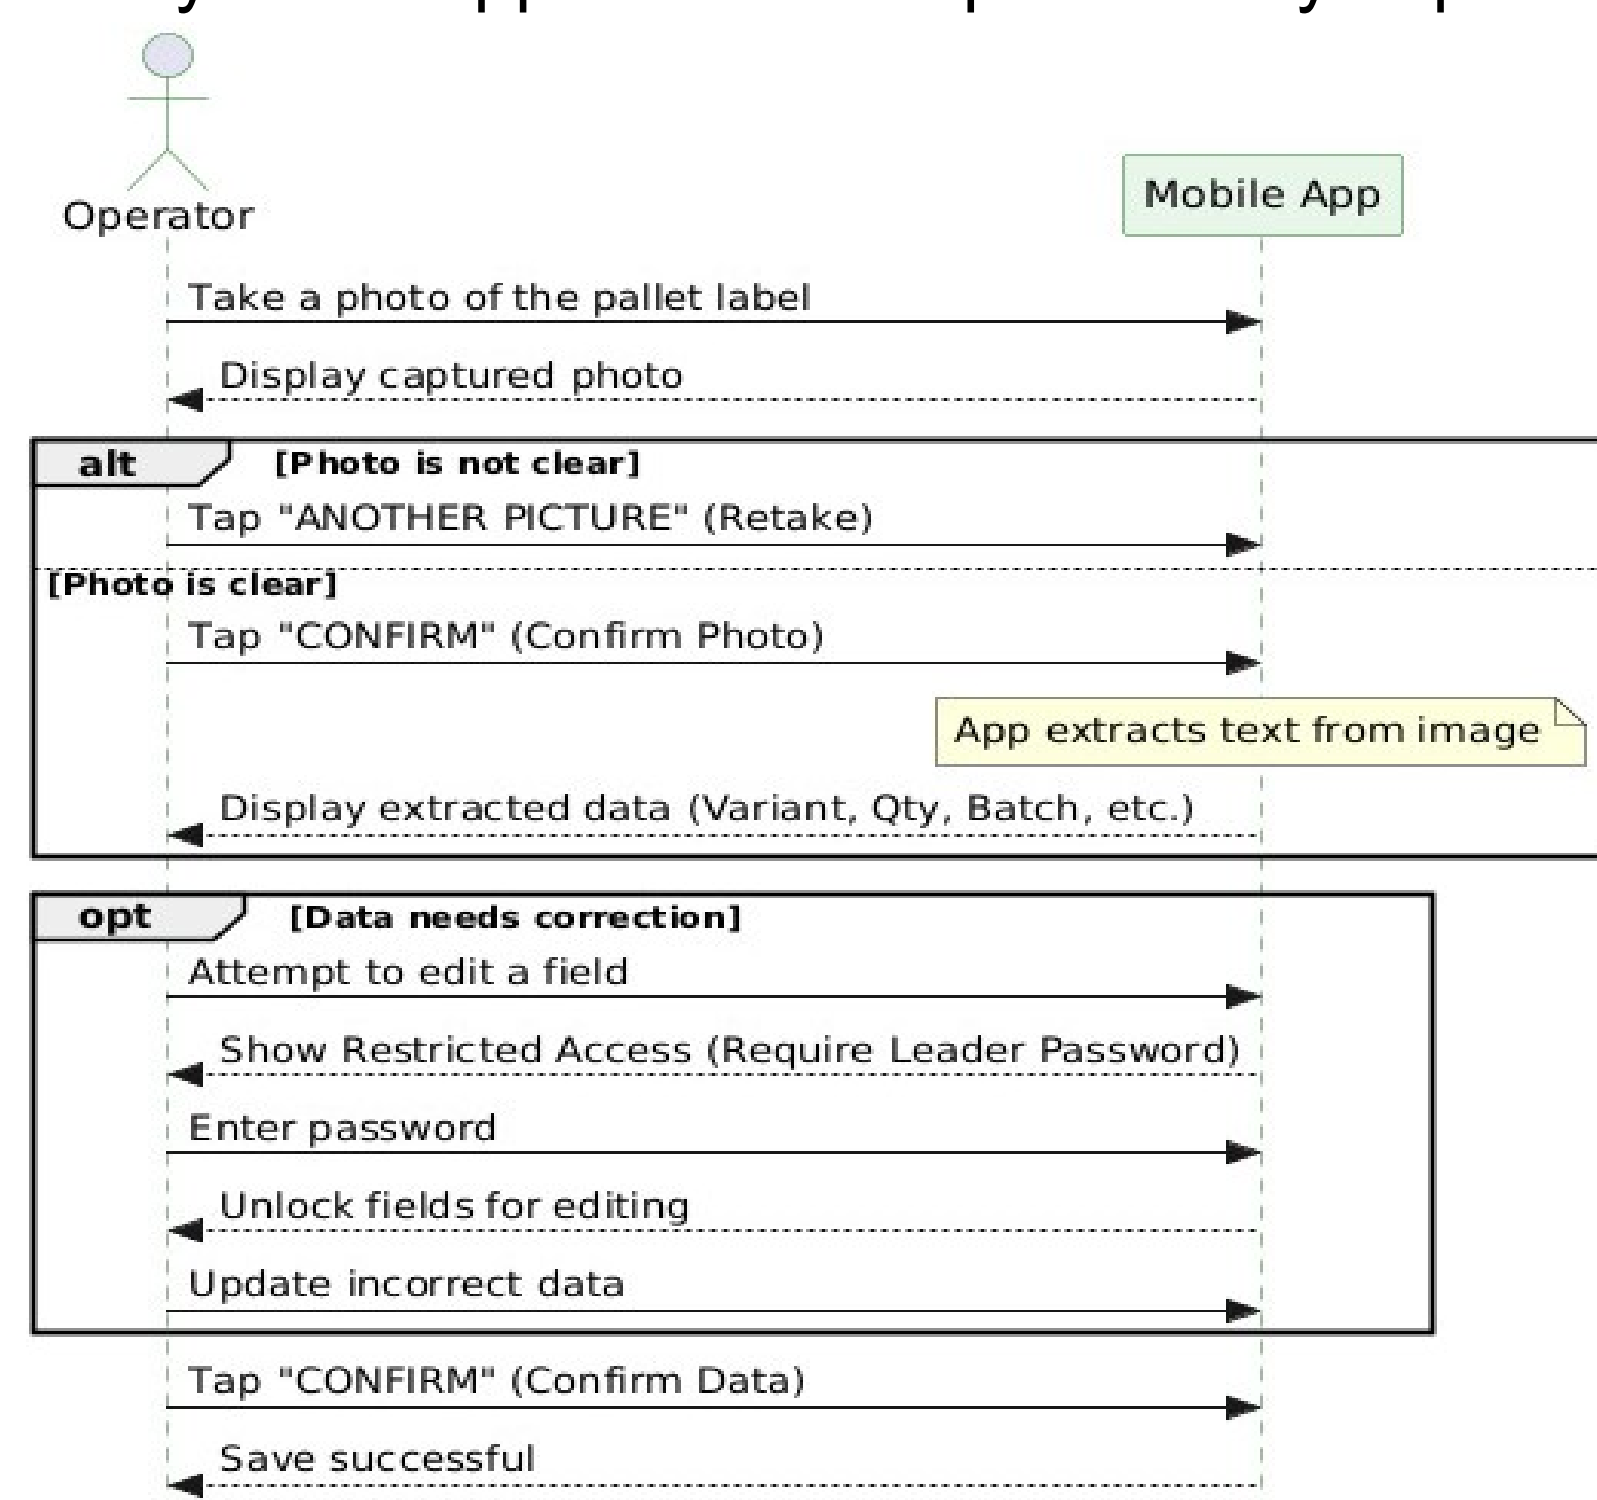 Operator
Mobile App
Take a photo of the pallet label
Display captured photo
alt
[Photo is not clear]
Tap "ANOTHER PICTURE" (Retake)
[Photo is clear]
Tap "CONFIRM" (Confirm Photo)
App extracts text from image
Display extracted data (Variant, Qty, Batch, etc.)
opt
[Data needs correction]
Attempt to edit a field
Show Restricted Access (Require Leader Password)
Enter password
Unlock fields for editing
Update incorrect data
Tap "CONFIRM" (Confirm Data)
Save successful